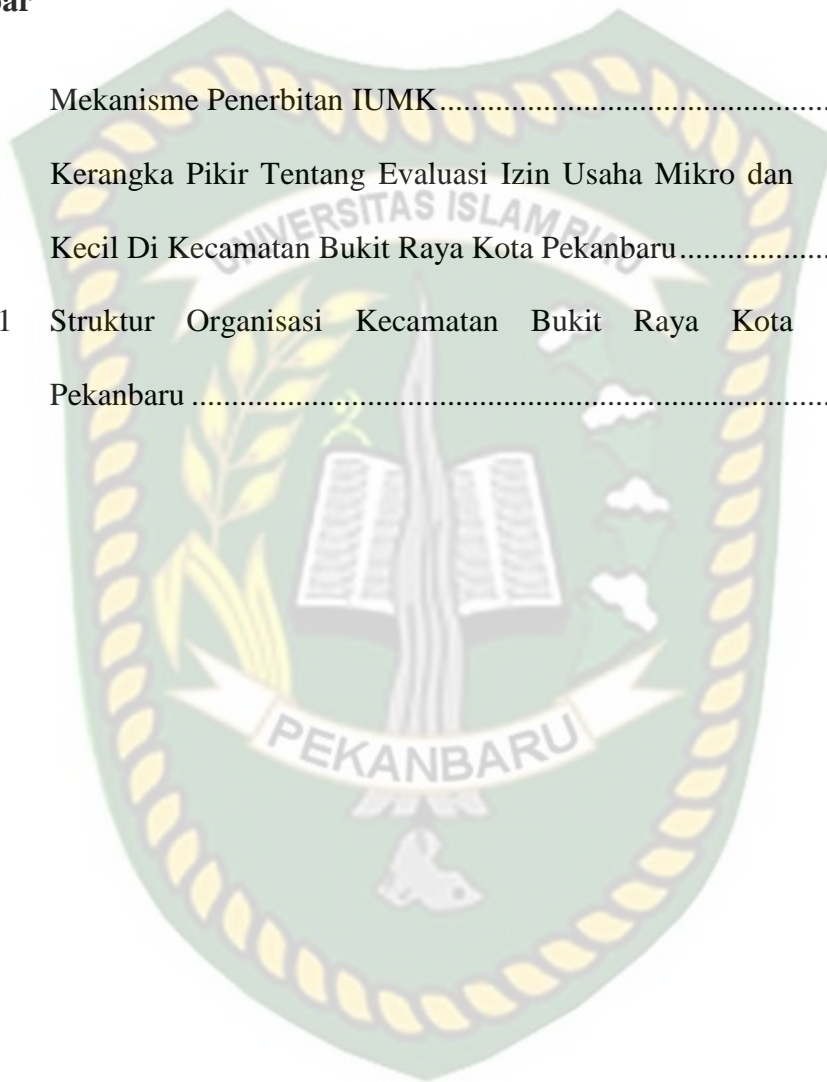 Mekanisme Penerbitan IUMK.................................................
Kerangka Pikir Tentang Evaluasi Izin Usaha Mikro dan
UNIVERSITAS ISLAM RIAU
Kecil Di Kecamatan Bukit Raya Kota Pekanbaru...................
1 Struktur Organisasi Kecamatan Bukit Raya Kota
Pekanbaru ................................................................................
PEKANBARU